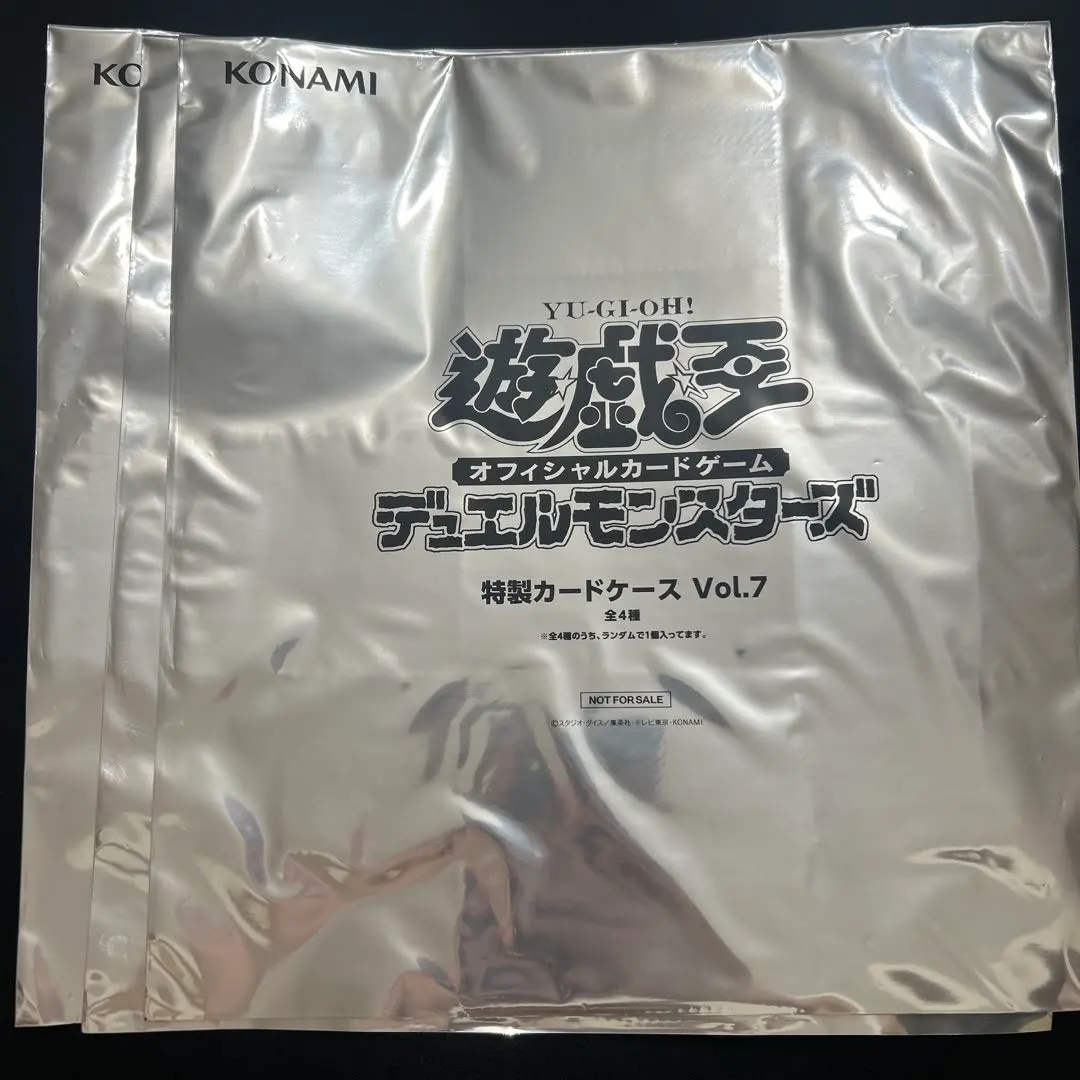 KO
KONAMI
YU-GI-OH!
遊☆戯☆王
オフィシャルカードゲーム
デュエルモンスターズ
特製カードケース Vol.7
全4種
※全4種のうち、ランダムで1個入ってます。
NOT FOR SALE
©スタジオ・ダイス/集英社・テレビ東京・KONAMI